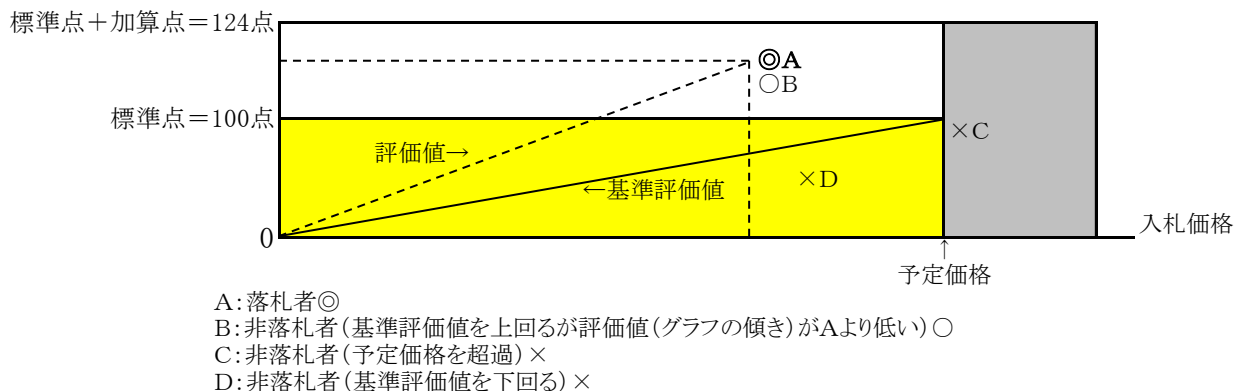 標準点＋加算点＝124点
◎A
○B
標準点＝100点
×C
評価値→
×D
←基準評価値
入札価格
0
↑
予定価格
A：落札者◎
B：非落札者（基準評価値を上回るが評価値（グラフの傾き）がAより低い）○
C：非落札者（予定価格を超過）×
D：非落札者（基準評価値を下回る）×